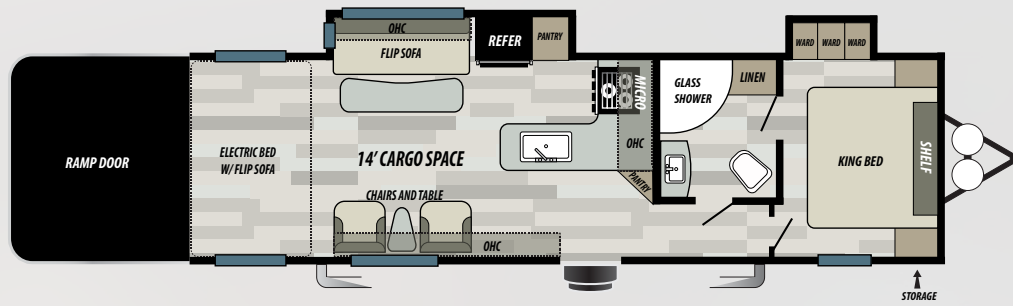 OHC
FLIP SOFA
REFER
PANTRY
WARD
WARD
WARD
MICRO
GLASS
SHOWER
LINEN
RAMP DOOR
ELECTRIC BED
W/ FLIP SOFA
14' CARGO SPACE
OHC
KING BED
SHELF
PANTRY
CHAIRS AND TABLE
OHC
STORAGE